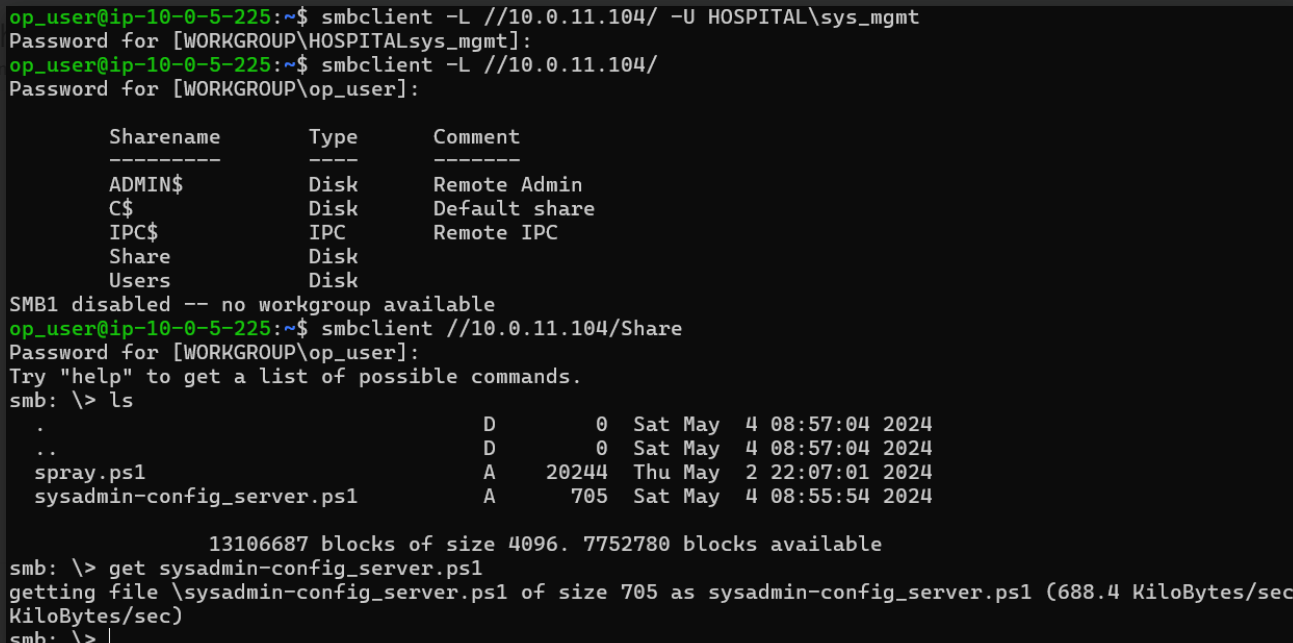 op_user@ip-10-0-5-225:~$ smbclient -L //10.0.11.104/ -U HOSPITAL\sys_mgmt
Password for [WORKGROUP\HOSPITALsys_mgmt]:
op_user@ip-10-0-5-225:~$ smbclient -L //10.0.11.104/
Password for [WORKGROUP\op_user]:

        Sharename       Type      Comment
        ---------       ----      -------
        ADMIN$          Disk      Remote Admin
        C$              Disk      Default share
        IPC$            IPC       Remote IPC
        Share           Disk
        Users           Disk
SMB1 disabled -- no workgroup available
op_user@ip-10-0-5-225:~$ smbclient //10.0.11.104/Share
Password for [WORKGROUP\op_user]:
Try "help" to get a list of possible commands.
smb: \> ls
  .                                   D        0  Sat May  4 08:57:04 2024
  ..                                  D        0  Sat May  4 08:57:04 2024
  spray.ps1                           A    20244  Thu May  2 22:07:01 2024
  sysadmin-config_server.ps1          A      705  Sat May  4 08:55:54 2024

                13106687 blocks of size 4096. 7752780 blocks available
smb: \> get sysadmin-config_server.ps1
getting file \sysadmin-config_server.ps1 of size 705 as sysadmin-config_server.ps1 (688.4 KiloBytes/sec
KiloBytes/sec)
smb: \>